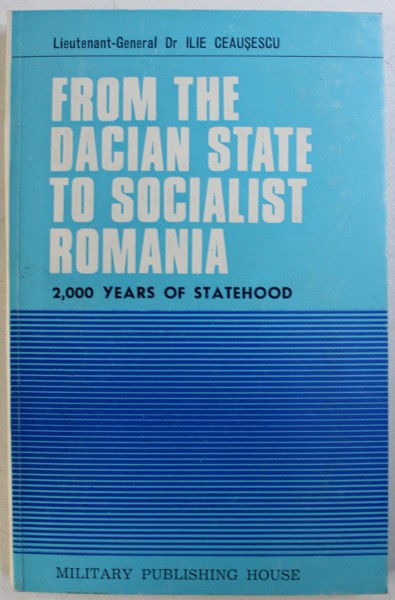 Lieutenant-General Dr ILIE CEAUȘESCU
FROM THE
DACIAN STATE
TO SOCIALIST
ROMANIA
2,000 YEARS OF STATEHOOD
MILITARY PUBLISHING HOUSE